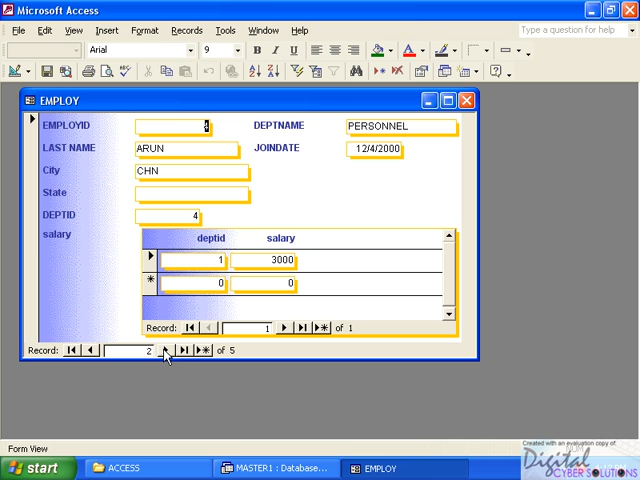 Microsoft Access
File Edit View Insert Format Records Tools Window Help Type a question for help
Arial 9 B I U A
EMPLOY
EMPLOYID DEPTNAME PERSONNEL
LAST NAME ARUN JOINDATE 12/4/2000
City CHN
State
DEPTID 4
salary
deptid salary
1 3000
0 0
Record: 1 of 1
Record: 2 of 5
Form View
Created with an evaluation copy of
start ACCESS MASTER1 : Database... EMPLOY
Digital
CYBER SOLUTIONS